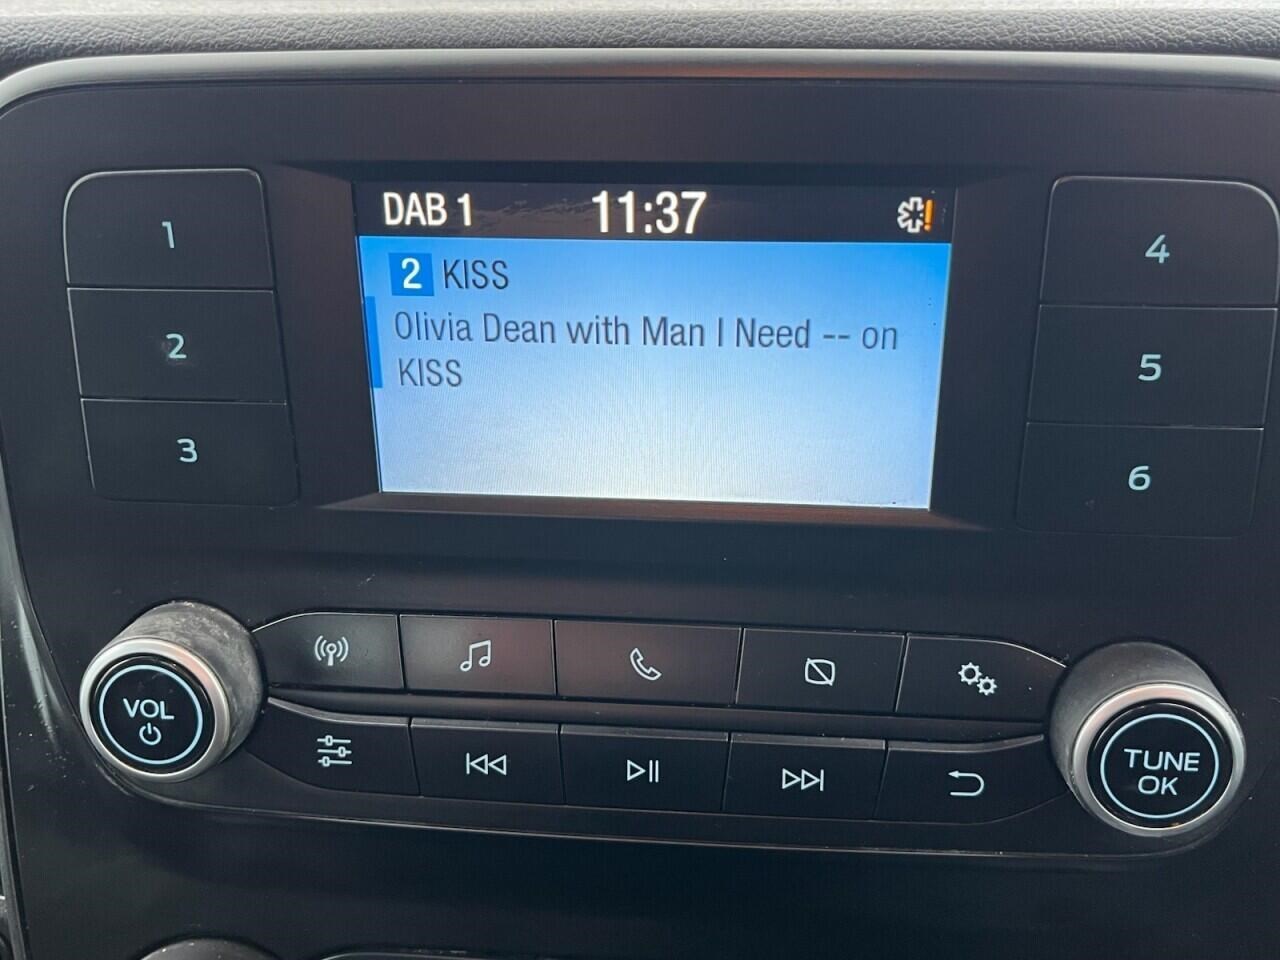 DAB 1 11:37
2 KISS
Olivia Dean with Man I Need -- on
KISS
1
2
3
4
5
6
VOL
TUNE
OK